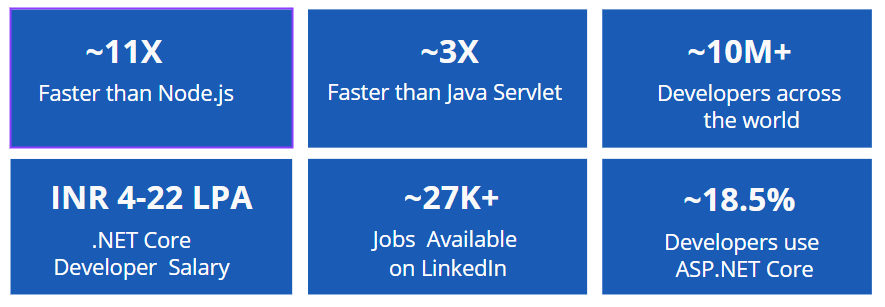 ~11X
Faster than Node.js
~3X
Faster than Java Servlet
~10M+
Developers across
the world
INR 4-22 LPA
.NET Core
Developer Salary
~27K+
Jobs Available
on LinkedIn
~18.5%
Developers use
ASP.NET Core